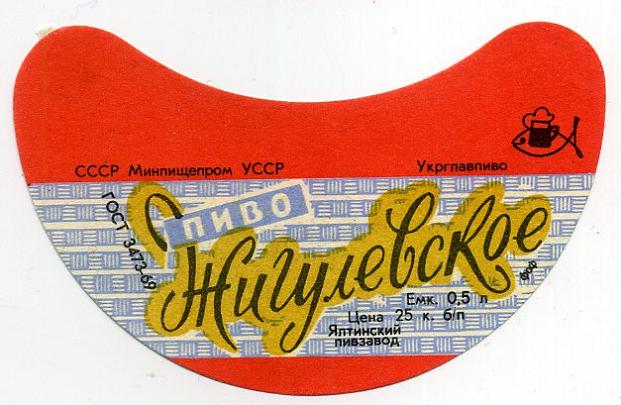 СССР Минпищепром УССР
Укрглавпиво
ГОСТ 3473-69
ПИВО
Жигулевское
Емк. 0,5 л
Цена 25 к. б/п
Ялтинский
пивзавод